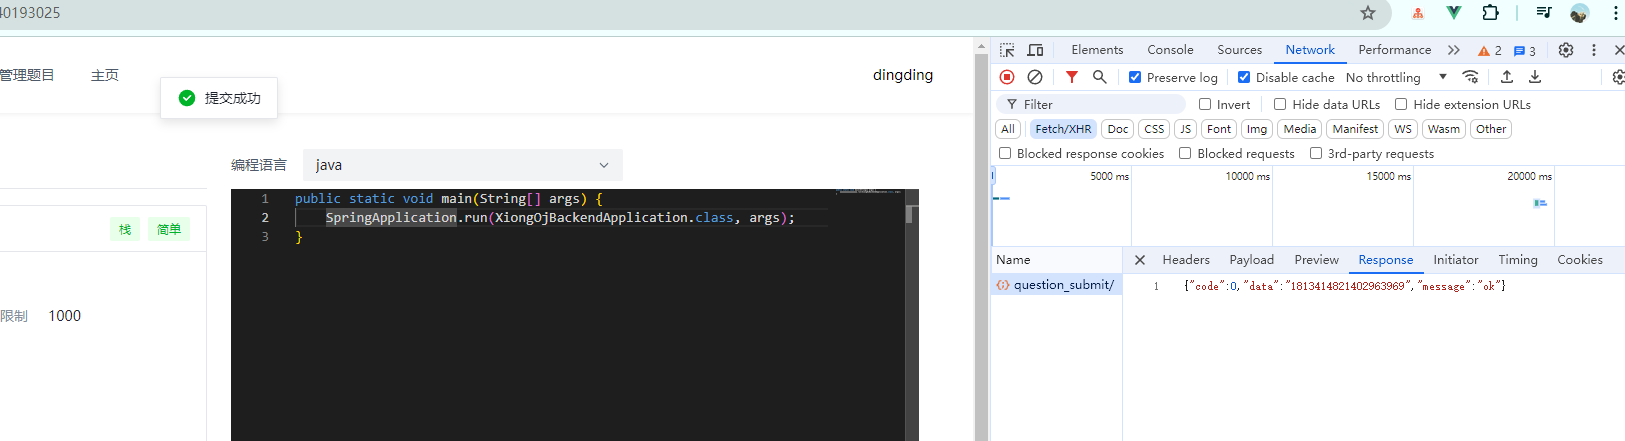 40193025
管理题目 主页 dingding
提交成功
编程语言 java
1 public static void main(String[] args) {
2 SpringApplication.run(XiongOjBackendApplication.class, args);
3 }
栈 简单
限制 1000
Elements Console Sources Network Performance 2 3
Preserve log Disable cache No throttling
Filter Invert Hide data URLs Hide extension URLs
All Fetch/XHR Doc CSS JS Font Img Media Manifest WS Wasm Other
Blocked response cookies Blocked requests 3rd-party requests
5000 ms 10000 ms 15000 ms 20000 ms
Name Headers Payload Preview Response Initiator Timing Cookies
question_submit/ 1 {"code":0,"data":"1813414821402963969","message":"ok"}